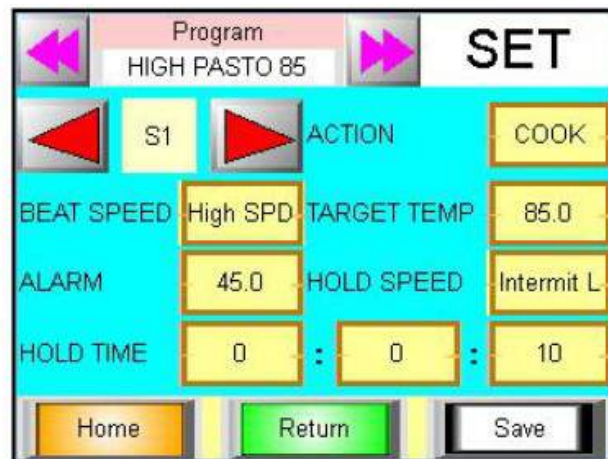 Program
HIGH PASTO 85
SET
S1
ACTION
COOK
BEAT SPEED
High SPD
TARGET TEMP
85.0
ALARM
45.0
HOLD SPEED
Intermit L
HOLD TIME
0 : 0 : 10
Home
Return
Save